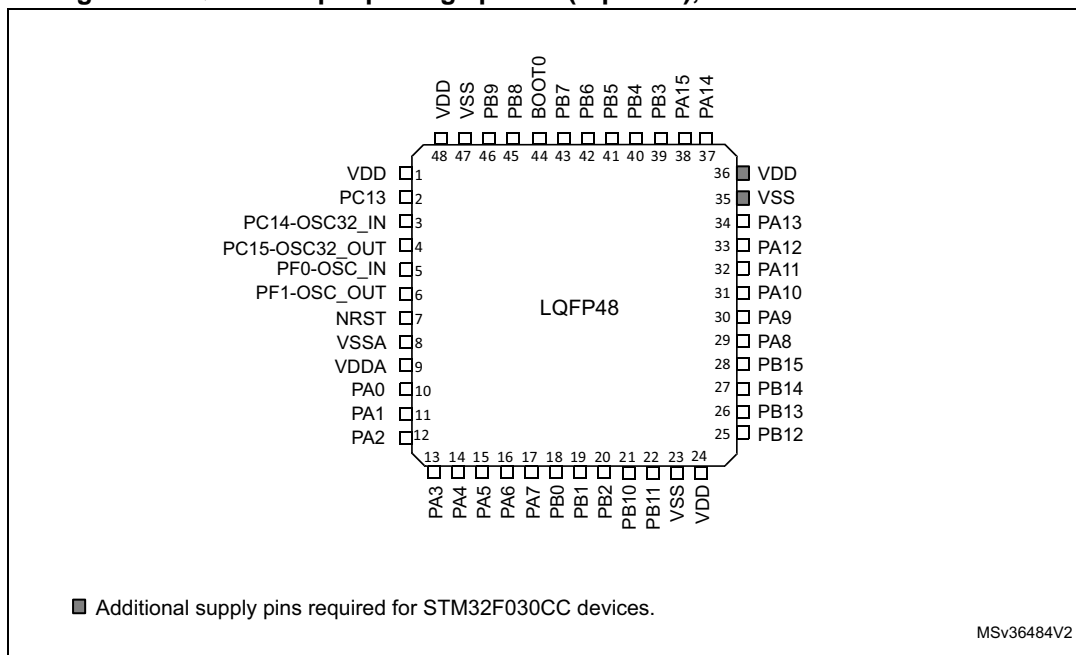 VDD
VSS
PB9
PB8
BOOT0
PB7
PB6
PB5
PB4
PB3
PA15
PA14
48 47 46 45 44 43 42 41 40 39 38 37
VDD 1 36 VDD
PC13 2 35 VSS
PC14-OSC32_IN 3 34 PA13
PC15-OSC32_OUT 4 33 PA12
PF0-OSC_IN 5 32 PA11
PF1-OSC_OUT 6 31 PA10
LQFP48
NRST 7 30 PA9
VSSA 8 29 PA8
VDDA 9 28 PB15
PA0 10 27 PB14
PA1 11 26 PB13
PA2 12 25 PB12
13 14 15 16 17 18 19 20 21 22 23 24
PA3
PA4
PA5
PA6
PA7
PB0
PB1
PB2
PB10
PB11
VSS
VDD
Additional supply pins required for STM32F030CC devices.
MSv36484V2